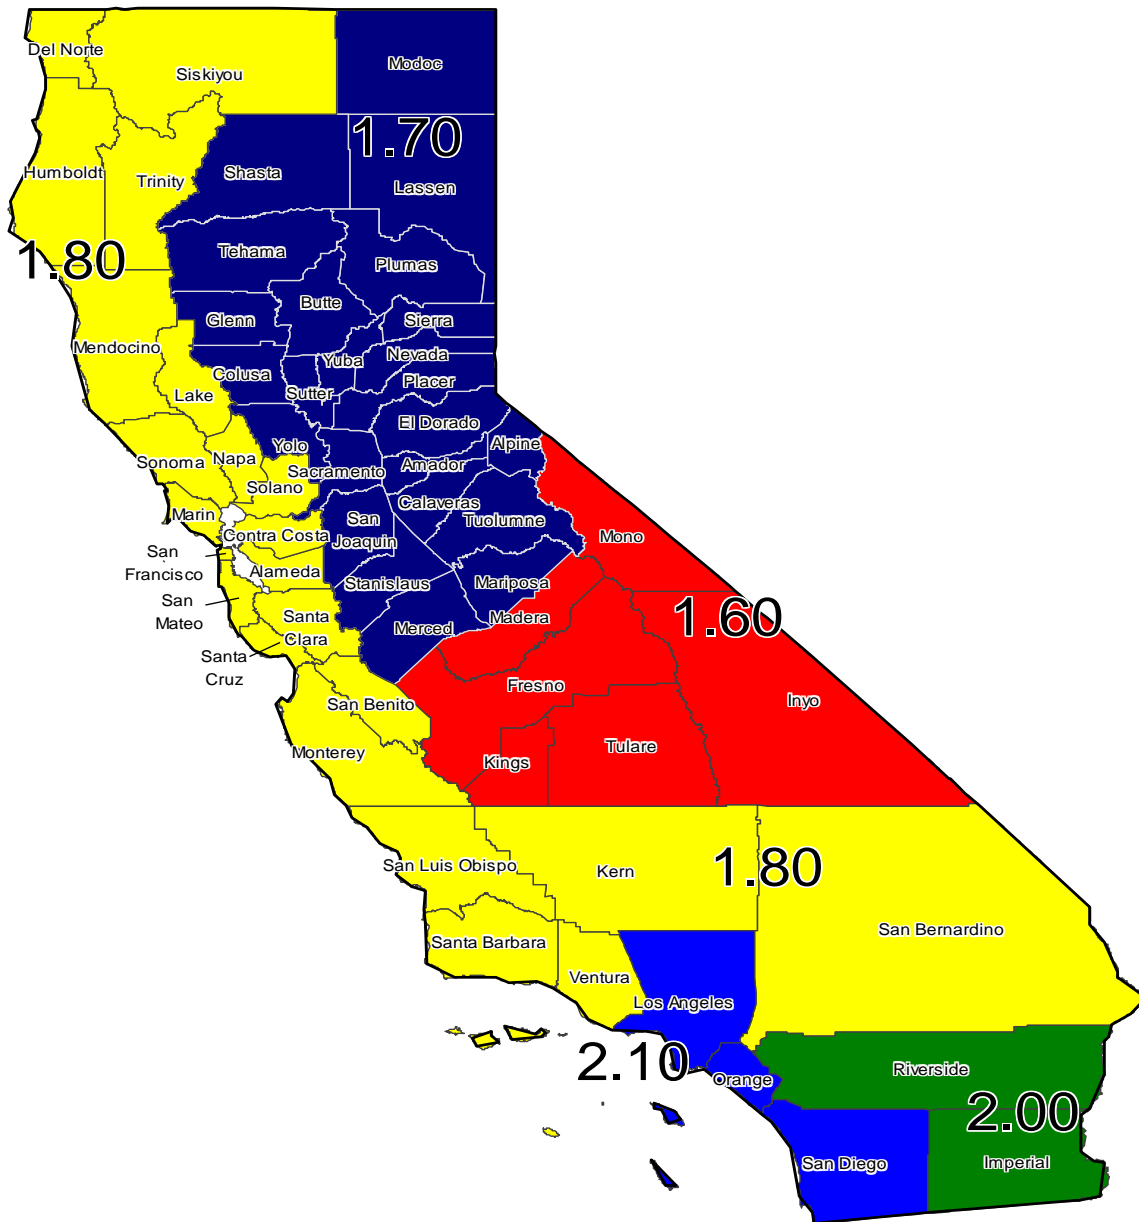 Del Norte
Siskiyou
Modoc
1.70
Shasta
Lassen
Humboldt
Trinity
1.80
Tehama
Plumas
Butte
Glenn
Sierra
Mendocino
Yuba
Nevada
Colusa
Placer
Lake
Sutter
El Dorado
Alpine
Yolo
Napa
Sonoma
Sacramento
Amador
Solano
Calaveras
Marin
San
Joaquin
Tuolumne
Contra Costa
Mono
San
Francisco
Alameda
Stanislaus
Mariposa
San
Mateo
Santa
Clara
Merced
Madera
1.60
Santa
Cruz
Fresno
Inyo
San Benito
Monterey
Kings
Tulare
San Luis Obispo
Kern
1.80
San Bernardino
Santa Barbara
Ventura
Los Angeles
2.10
Orange
Riverside
2.00
San Diego
Imperial